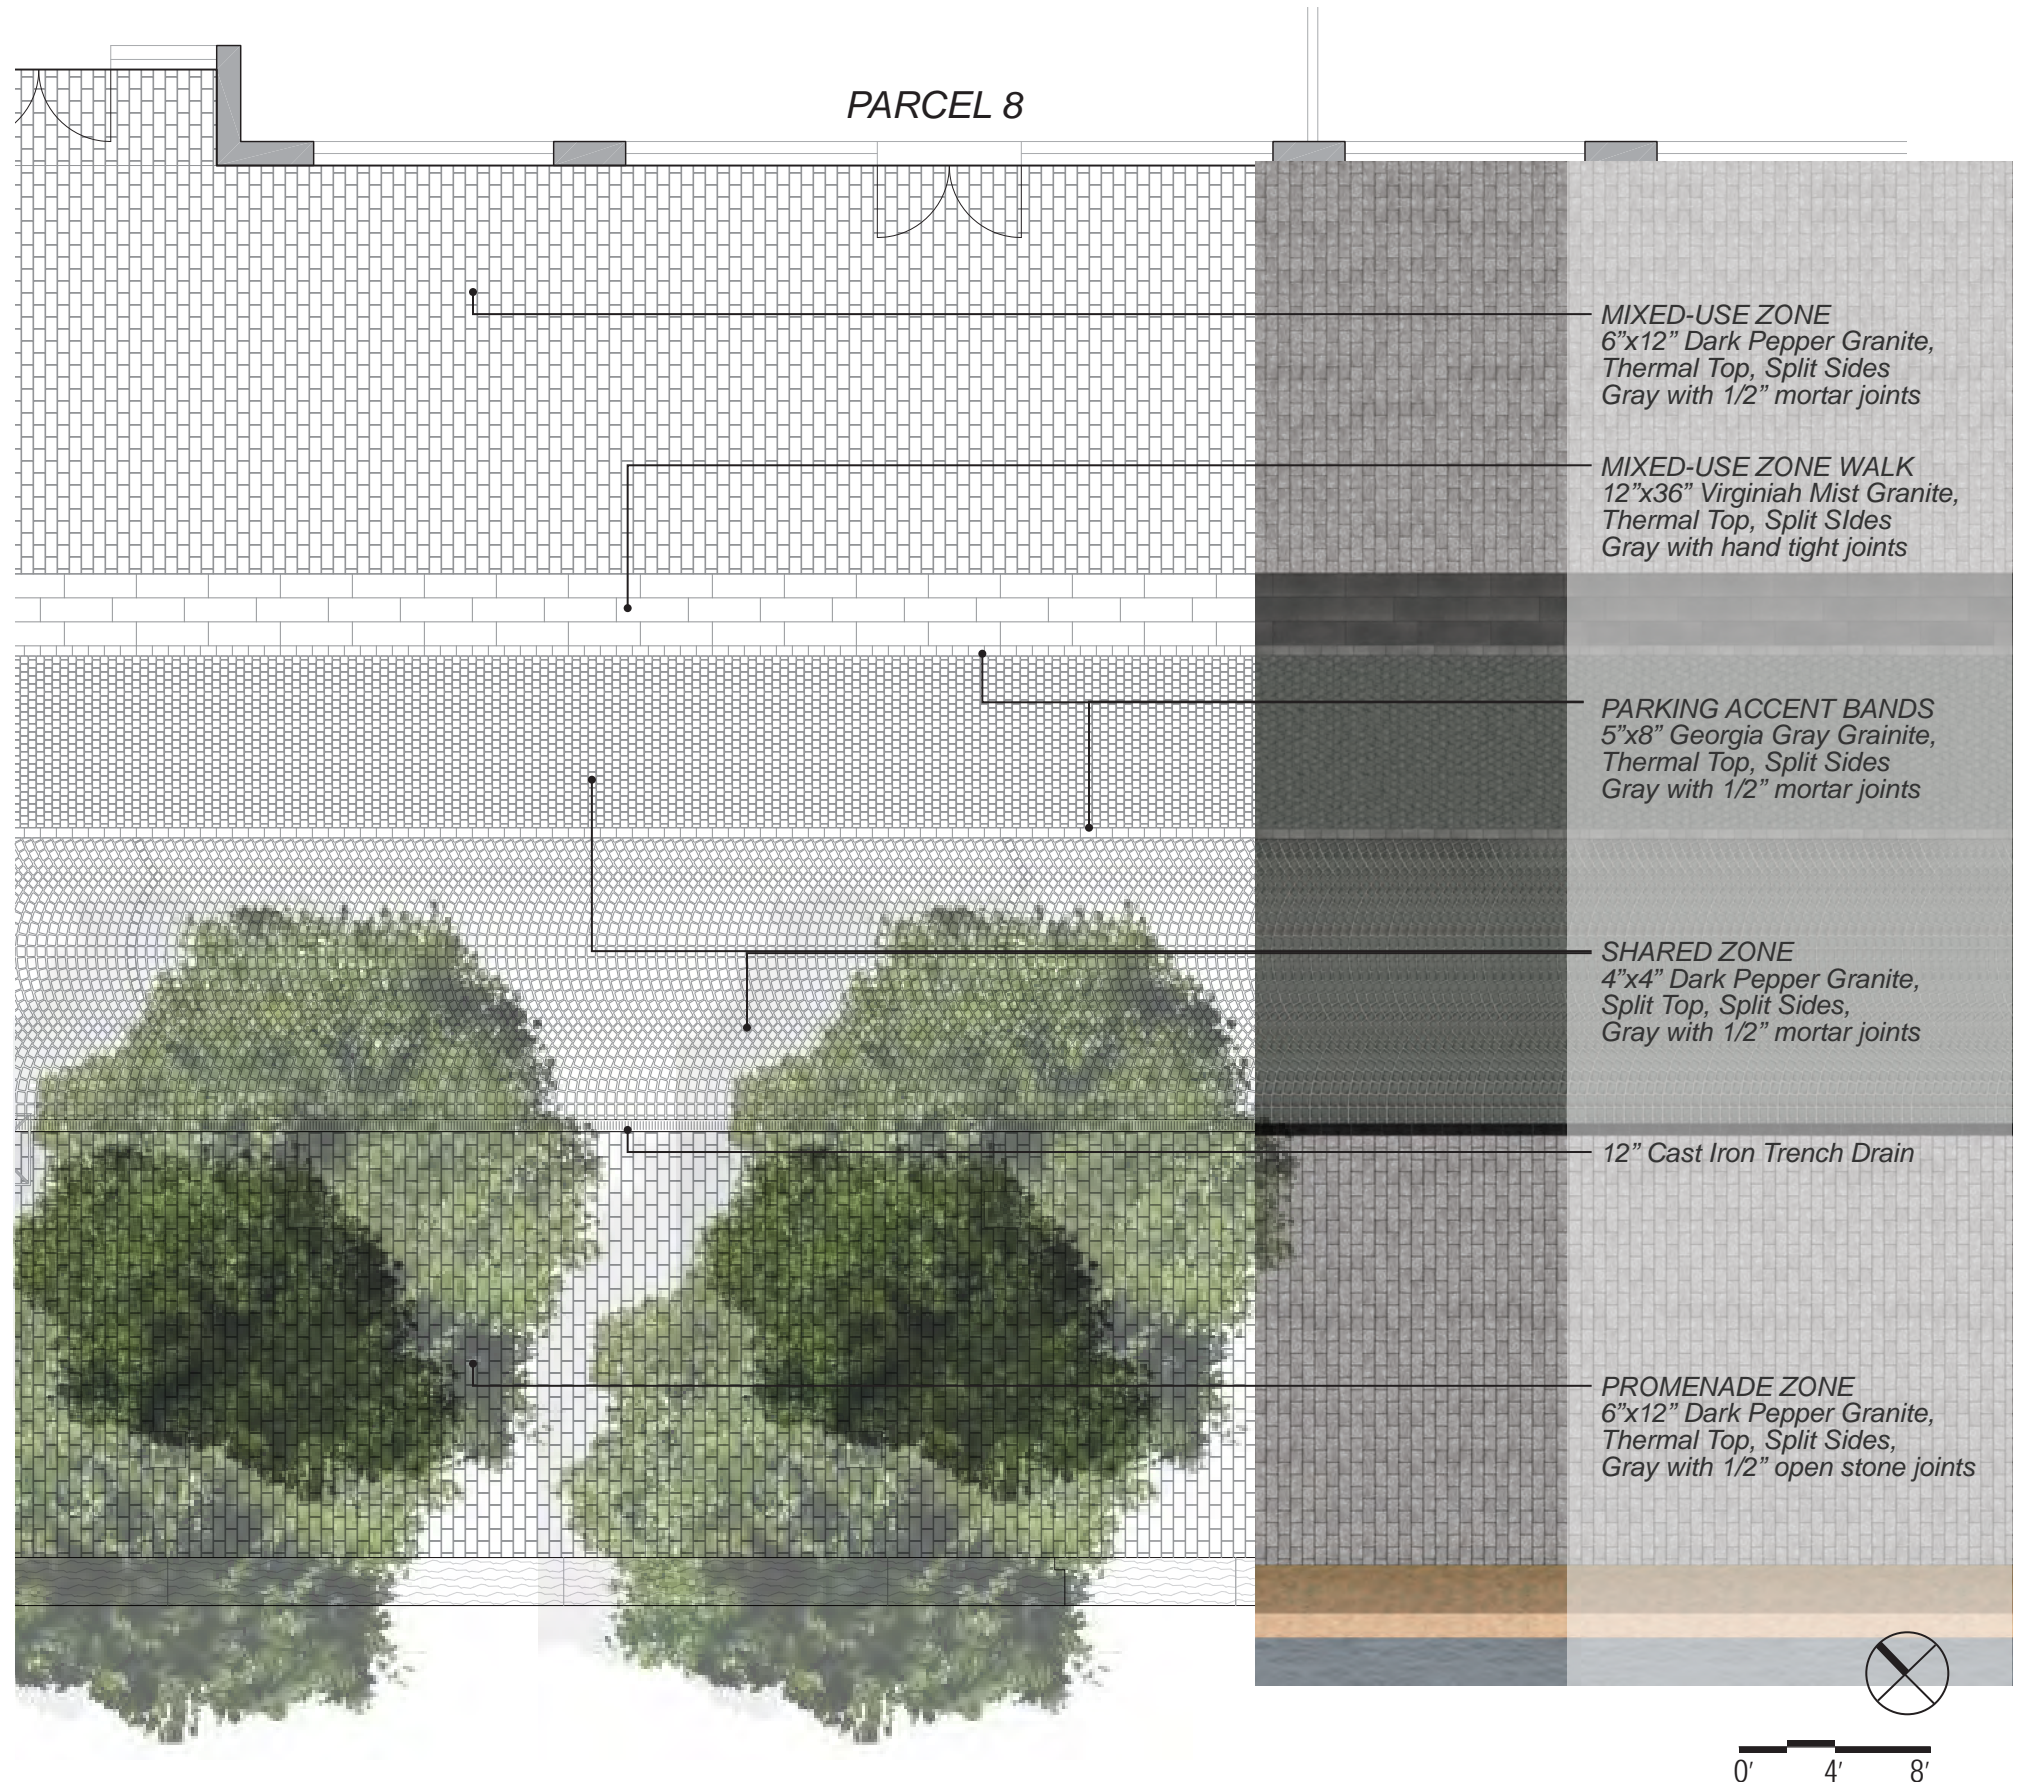 PARCEL 8
MIXED-USE ZONE
6”x12” Dark Pepper Granite,
Thermal Top, Split Sides
Gray with 1/2” mortar joints
MIXED-USE ZONE WALK
12”x36” Virginiah Mist Granite,
Thermal Top, Split SIdes
Gray with hand tight joints
PARKING ACCENT BANDS
5”x8” Georgia Gray Grainite,
Thermal Top, Split Sides
Gray with 1/2” mortar joints
SHARED ZONE
4”x4” Dark Pepper Granite,
Split Top, Split Sides,
Gray with 1/2” mortar joints
12” Cast Iron Trench Drain
PROMENADE ZONE
6”x12” Dark Pepper Granite,
Thermal Top, Split Sides,
Gray with 1/2” open stone joints
0′ 4′ 8′